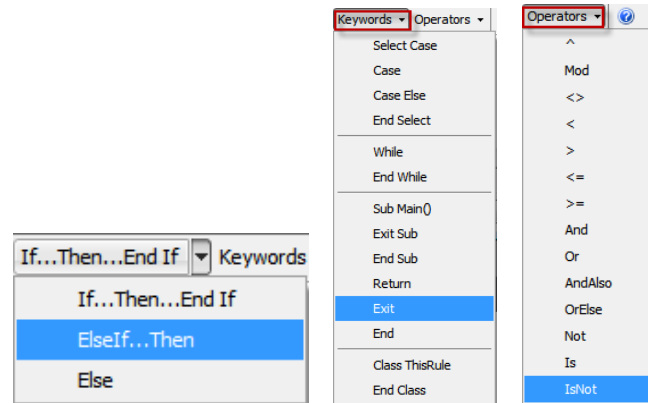 If...Then...End If Keywords
If...Then...End If
ElseIf...Then
Else
Keywords Operators
Select Case
Case
Case Else
End Select
While
End While
Sub Main()
Exit Sub
End Sub
Return
Exit
End
Class ThisRule
End Class
Operators ?
^
Mod
<>
<
>
<=
>=
And
Or
AndAlso
OrElse
Not
Is
IsNot